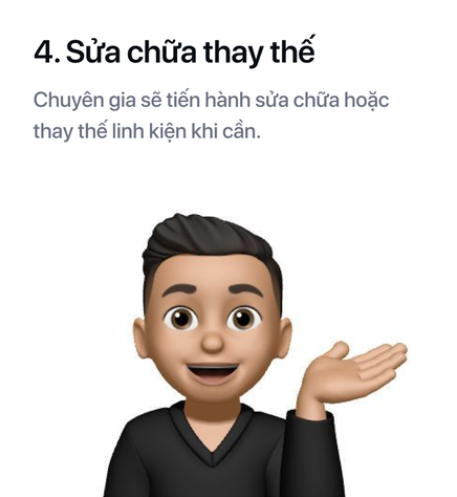 4. Sửa chữa thay thế
Chuyên gia sẽ tiến hành sửa chữa hoặc
thay thế linh kiện khi cần.